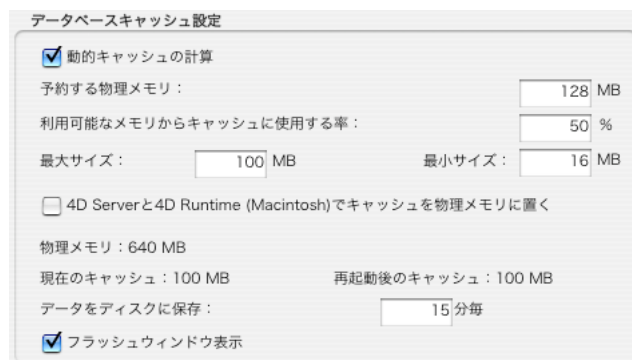 データベースキャッシュ設定
動的キャッシュの計算
予約する物理メモリ： 128 MB
利用可能なメモリからキャッシュに使用する率： 50 %
最大サイズ： 100 MB 最小サイズ： 16 MB
4D Serverと4D Runtime (Macintosh)でキャッシュを物理メモリに置く
物理メモリ：640 MB
現在のキャッシュ：100 MB 再起動後のキャッシュ：100 MB
データをディスクに保存： 15 分毎
フラッシュウィンドウ表示